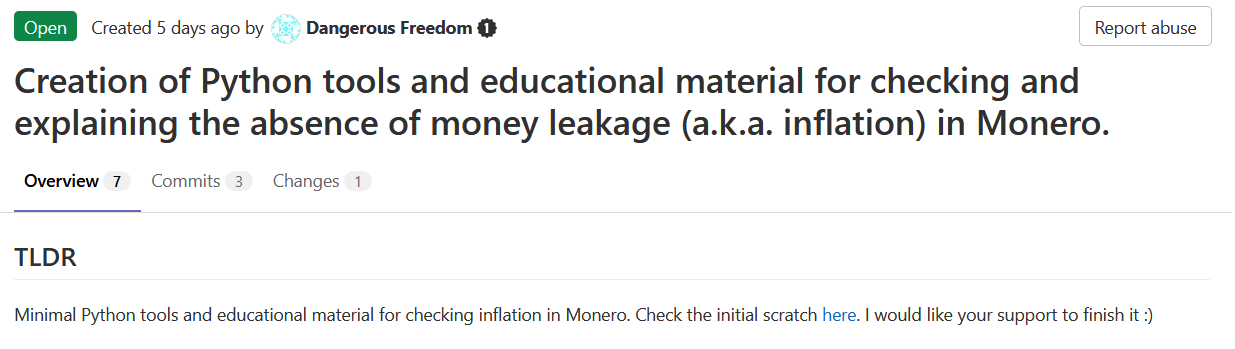 Open Created 5 days ago by Dangerous Freedom 1 Report abuse
Creation of Python tools and educational material for checking and
explaining the absence of money leakage (a.k.a. inflation) in Monero.
Overview 7 Commits 3 Changes 1
TLDR
Minimal Python tools and educational material for checking inflation in Monero. Check the initial scratch here. I would like your support to finish it :)